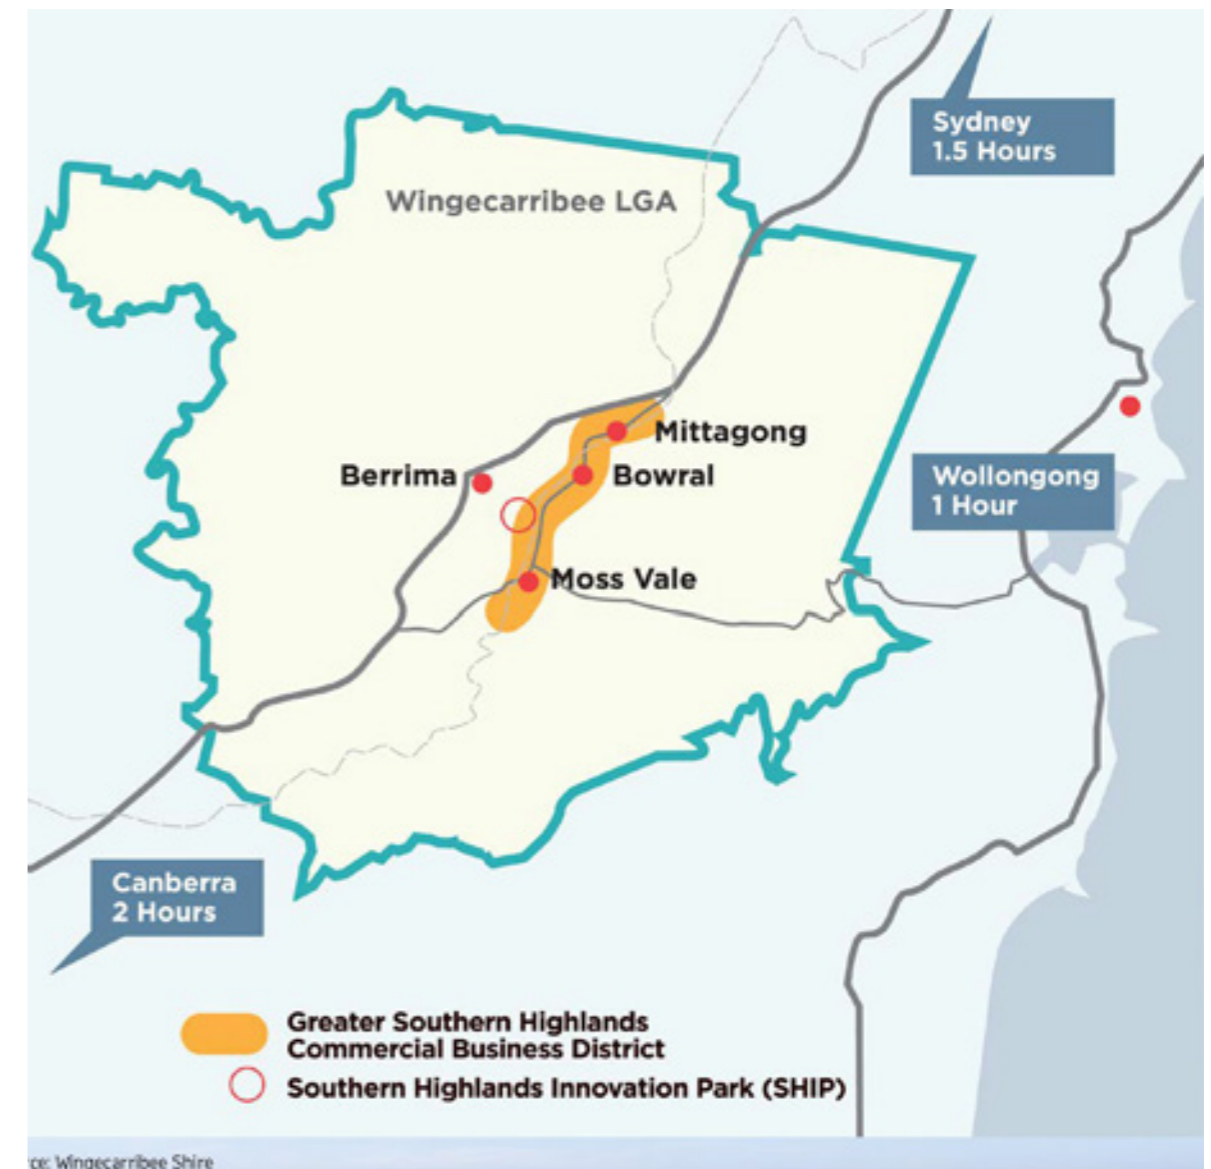 Sydney
1.5 Hours
Wingecarribee LGA
Mittagong
Berrima
Bowral
Wollongong
1 Hour
Moss Vale
Canberra
2 Hours
Greater Southern Highlands
Commercial Business District
Southern Highlands Innovation Park (SHIP)
rce: Wingecarribee Shire